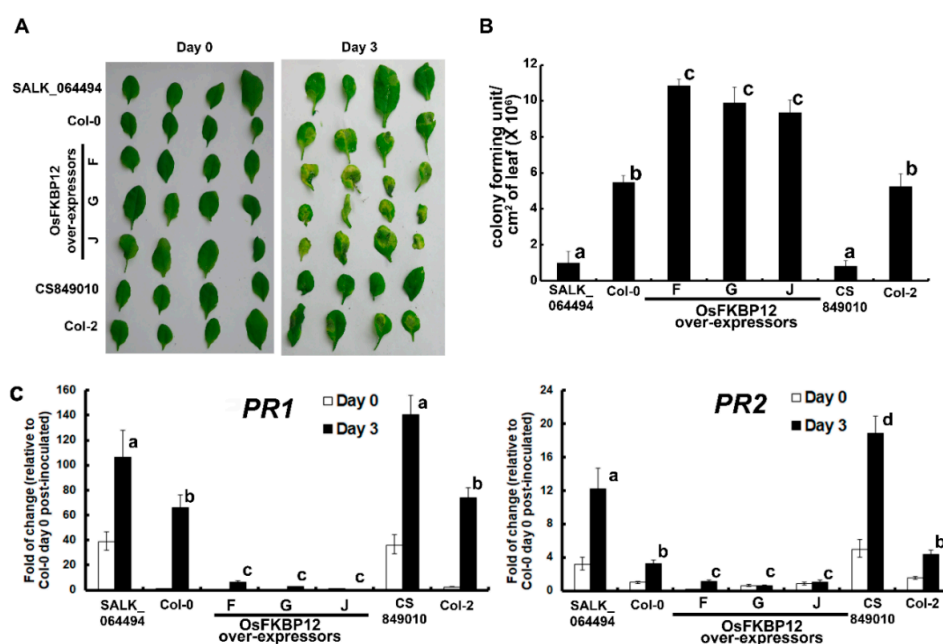 A
Day 0
Day 3
SALK_064494
Col-0
OsFKBP12
over-expressors
F
G
J
CS849010
Col-2
B
colony forming unit/
cm² of leaf (X 10⁶)
12
10
8
6
4
2
0
a
b
c
c
c
a
b
SALK_
064494
Col-0
F
G
J
CS
849010
Col-2
OsFKBP12
over-expressors
C
Fold of change (relative to
Col-0 day 0 post-inoculated)
160
140
120
100
80
60
40
20
0
PR1
Day 0
Day 3
a
b
c
c
c
a
b
SALK_
064494
Col-0
F
G
J
CS
849010
Col-2
OsFKBP12
over-expressors
Fold of change (relative to
Col-0 day 0 post-inoculated)
24
20
16
12
8
4
0
PR2
Day 0
Day 3
a
b
c
c
c
d
b
SALK_
064494
Col-0
F
G
J
CS
849010
Col-2
OsFKBP12
over-expressors